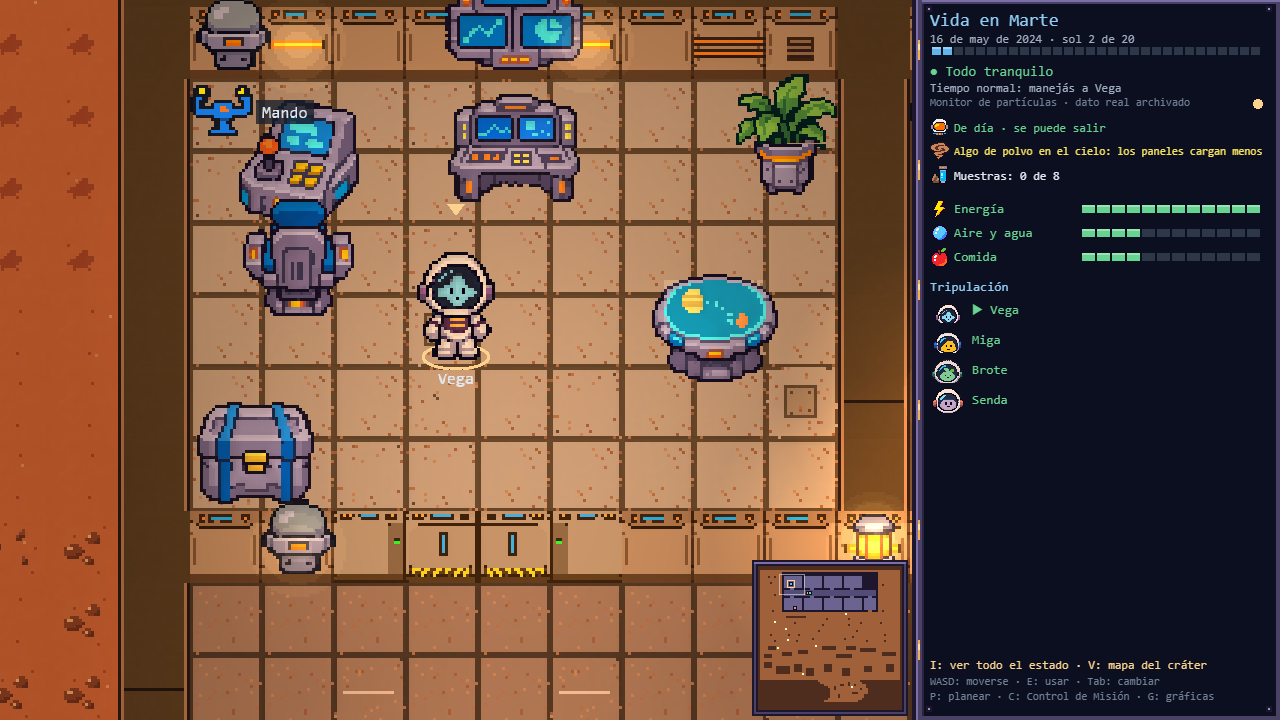 Mando
Vega
Vida en Marte
16 de may de 2024 · sol 2 de 20
● Todo tranquilo
Tiempo normal: manejás a Vega
Monitor de partículas · dato real archivado
De día · se puede salir
Algo de polvo en el cielo: los paneles cargan menos
Muestras: 0 de 8
Energía
Aire y agua
Comida
Tripulación
▶ Vega
Miga
Brote
Senda
I: ver todo el estado · V: mapa del cráter
WASD: moverse · E: usar · Tab: cambiar
P: planear · C: Control de Misión · G: gráficas